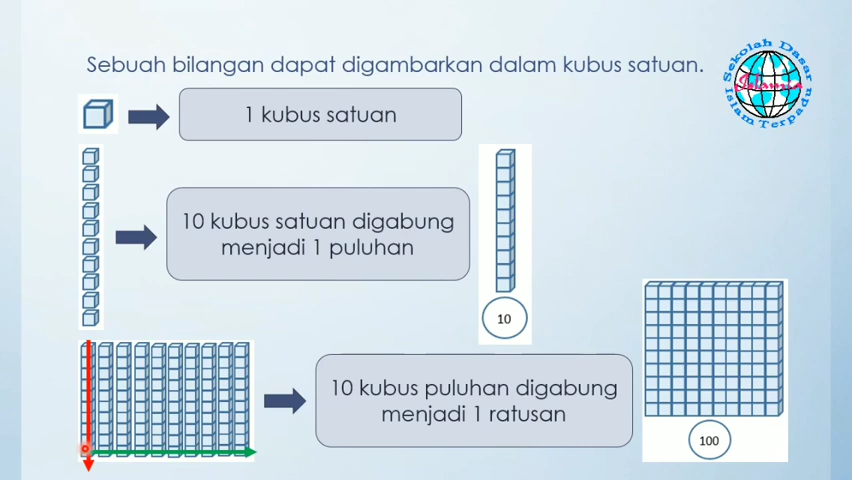 Sebuah bilangan dapat digambarkan dalam kubus satuan.
Sekolah Dasar
Islamia
Islam Terpadu
1 kubus satuan
10 kubus satuan digabung
menjadi 1 puluhan
10
10 kubus puluhan digabung
menjadi 1 ratusan
100